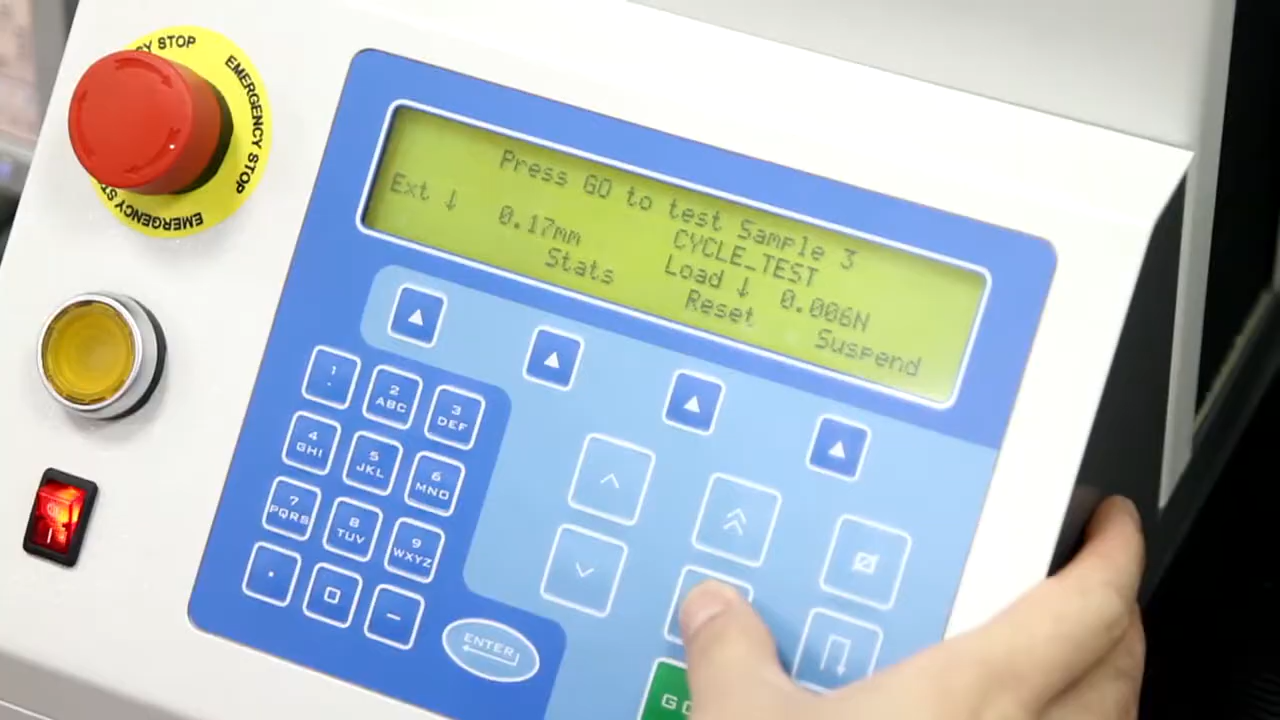 EMERGENCY STOP
EMERGENCY STOP
Press GO to test Sample 3
CYCLE_TEST
Ext ↓ 0.17mm Load ↓ 0.006N
Stats Reset Suspend
1 .
2 ABC
3 DEF
4 GHI
5 JKL
6 MNO
7 PQRS
8 TUV
9 WXYZ
.
-
ENTER